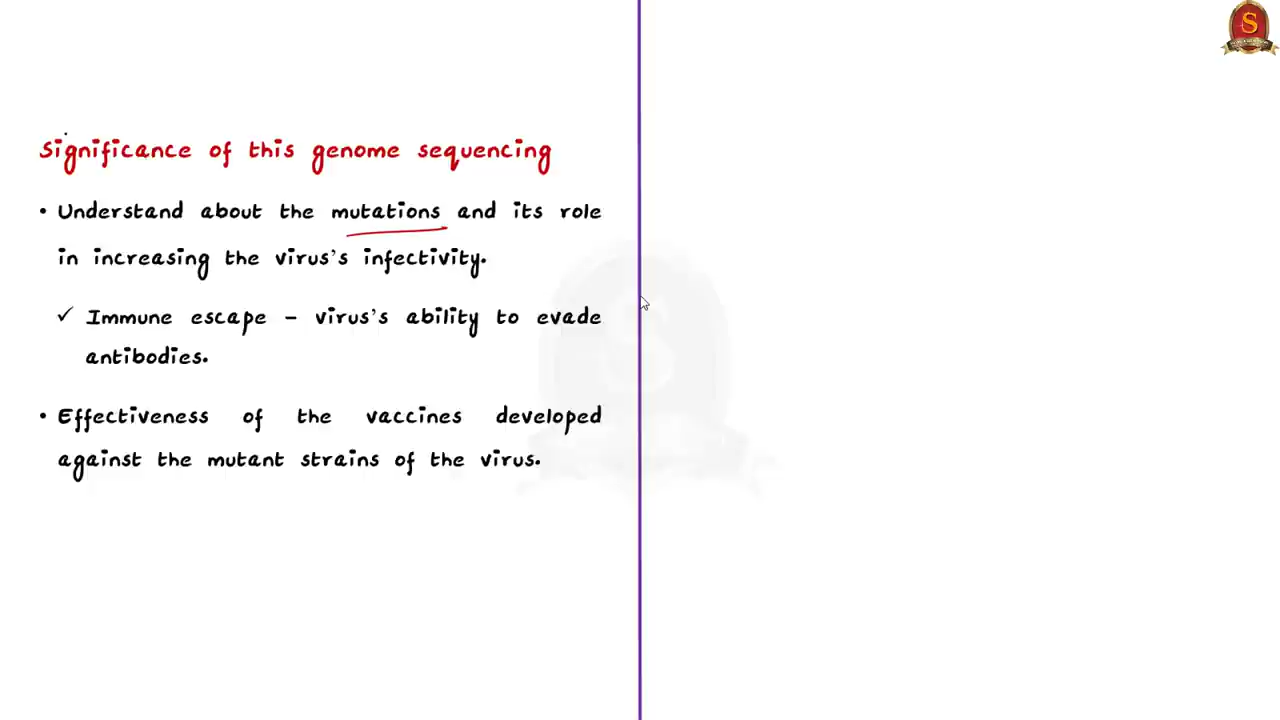 Significance of this genome sequencing
• Understand about the mutations and its role
in increasing the virus's infectivity.
✓ Immune escape – virus's ability to evade
antibodies.
• Effectiveness of the vaccines developed
against the mutant strains of the virus.
S